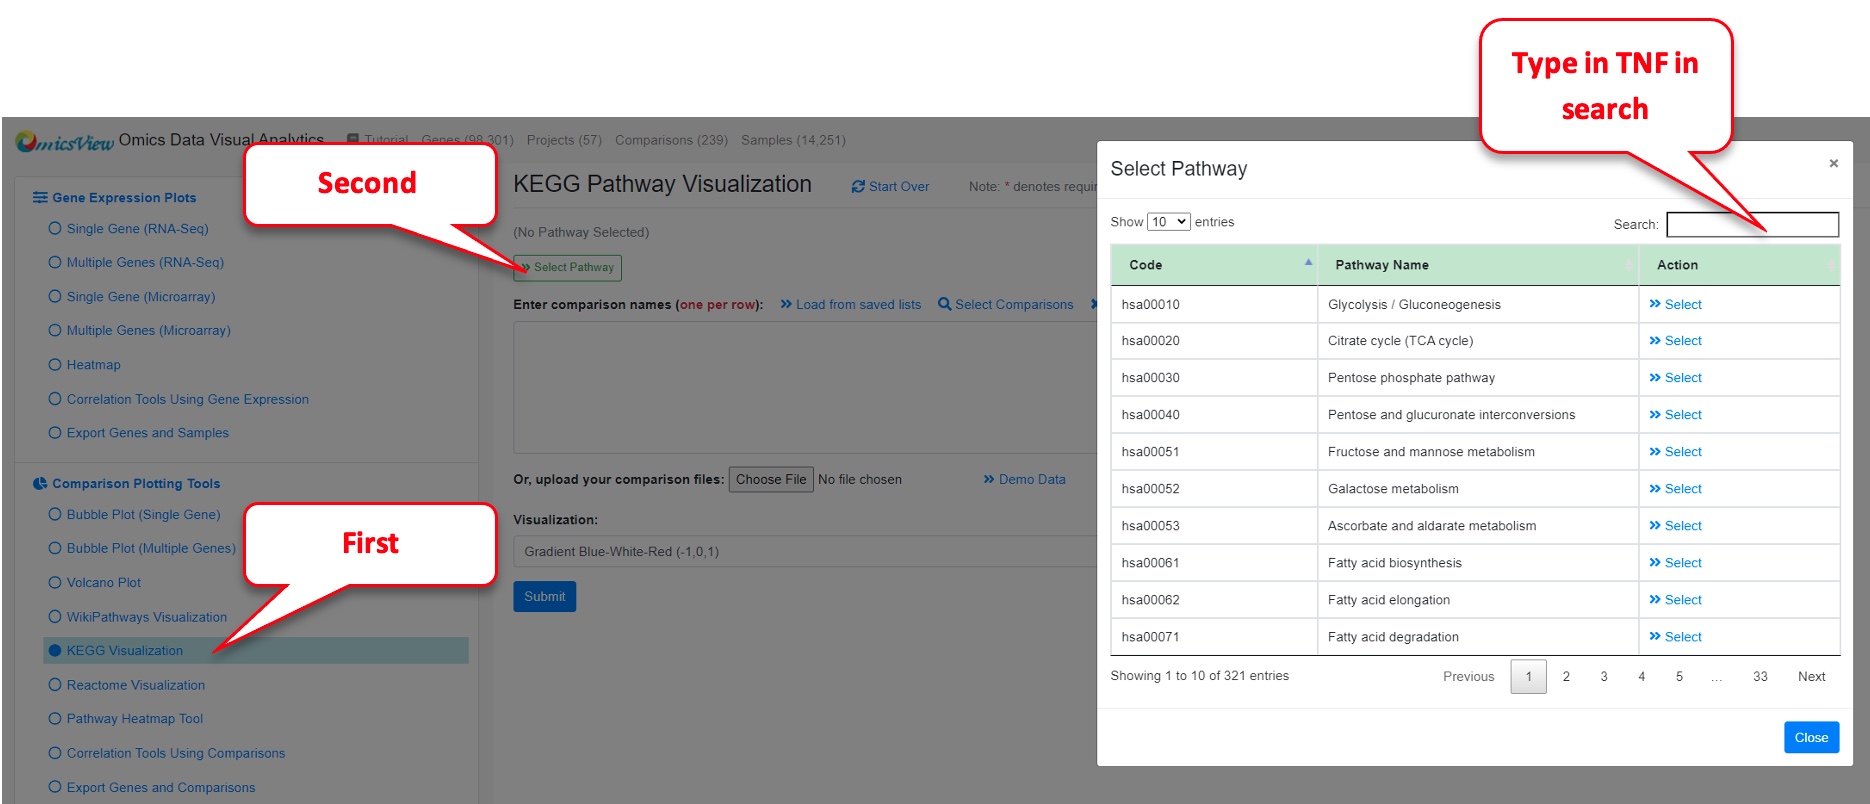 Type in TNF in
search
OmicsView Omics Data Visual Analytics Tutorial Genes (98,301) Projects (57) Comparisons (239) Samples (14,251)
Gene Expression Plots
Single Gene (RNA-Seq)
Multiple Genes (RNA-Seq)
Single Gene (Microarray)
Multiple Genes (Microarray)
Heatmap
Correlation Tools Using Gene Expression
Export Genes and Samples
Comparison Plotting Tools
Bubble Plot (Single Gene)
Bubble Plot (Multiple Genes)
Volcano Plot
WikiPathways Visualization
KEGG Visualization
Reactome Visualization
Pathway Heatmap Tool
Correlation Tools Using Comparisons
Export Genes and Comparisons
Second
First
KEGG Pathway Visualization Start Over Note: * denotes requir
(No Pathway Selected)
» Select Pathway
Enter comparison names (one per row): » Load from saved lists Select Comparisons
Or, upload your comparison files: Choose File No file chosen » Demo Data
Visualization:
Gradient Blue-White-Red (-1,0,1)
Submit
Select Pathway ×
Show 10 entries Search:
Code Pathway Name Action
hsa00010 Glycolysis / Gluconeogenesis » Select
hsa00020 Citrate cycle (TCA cycle) » Select
hsa00030 Pentose phosphate pathway » Select
hsa00040 Pentose and glucuronate interconversions » Select
hsa00051 Fructose and mannose metabolism » Select
hsa00052 Galactose metabolism » Select
hsa00053 Ascorbate and aldarate metabolism » Select
hsa00061 Fatty acid biosynthesis » Select
hsa00062 Fatty acid elongation » Select
hsa00071 Fatty acid degradation » Select
Showing 1 to 10 of 321 entries Previous 1 2 3 4 5 … 33 Next
Close